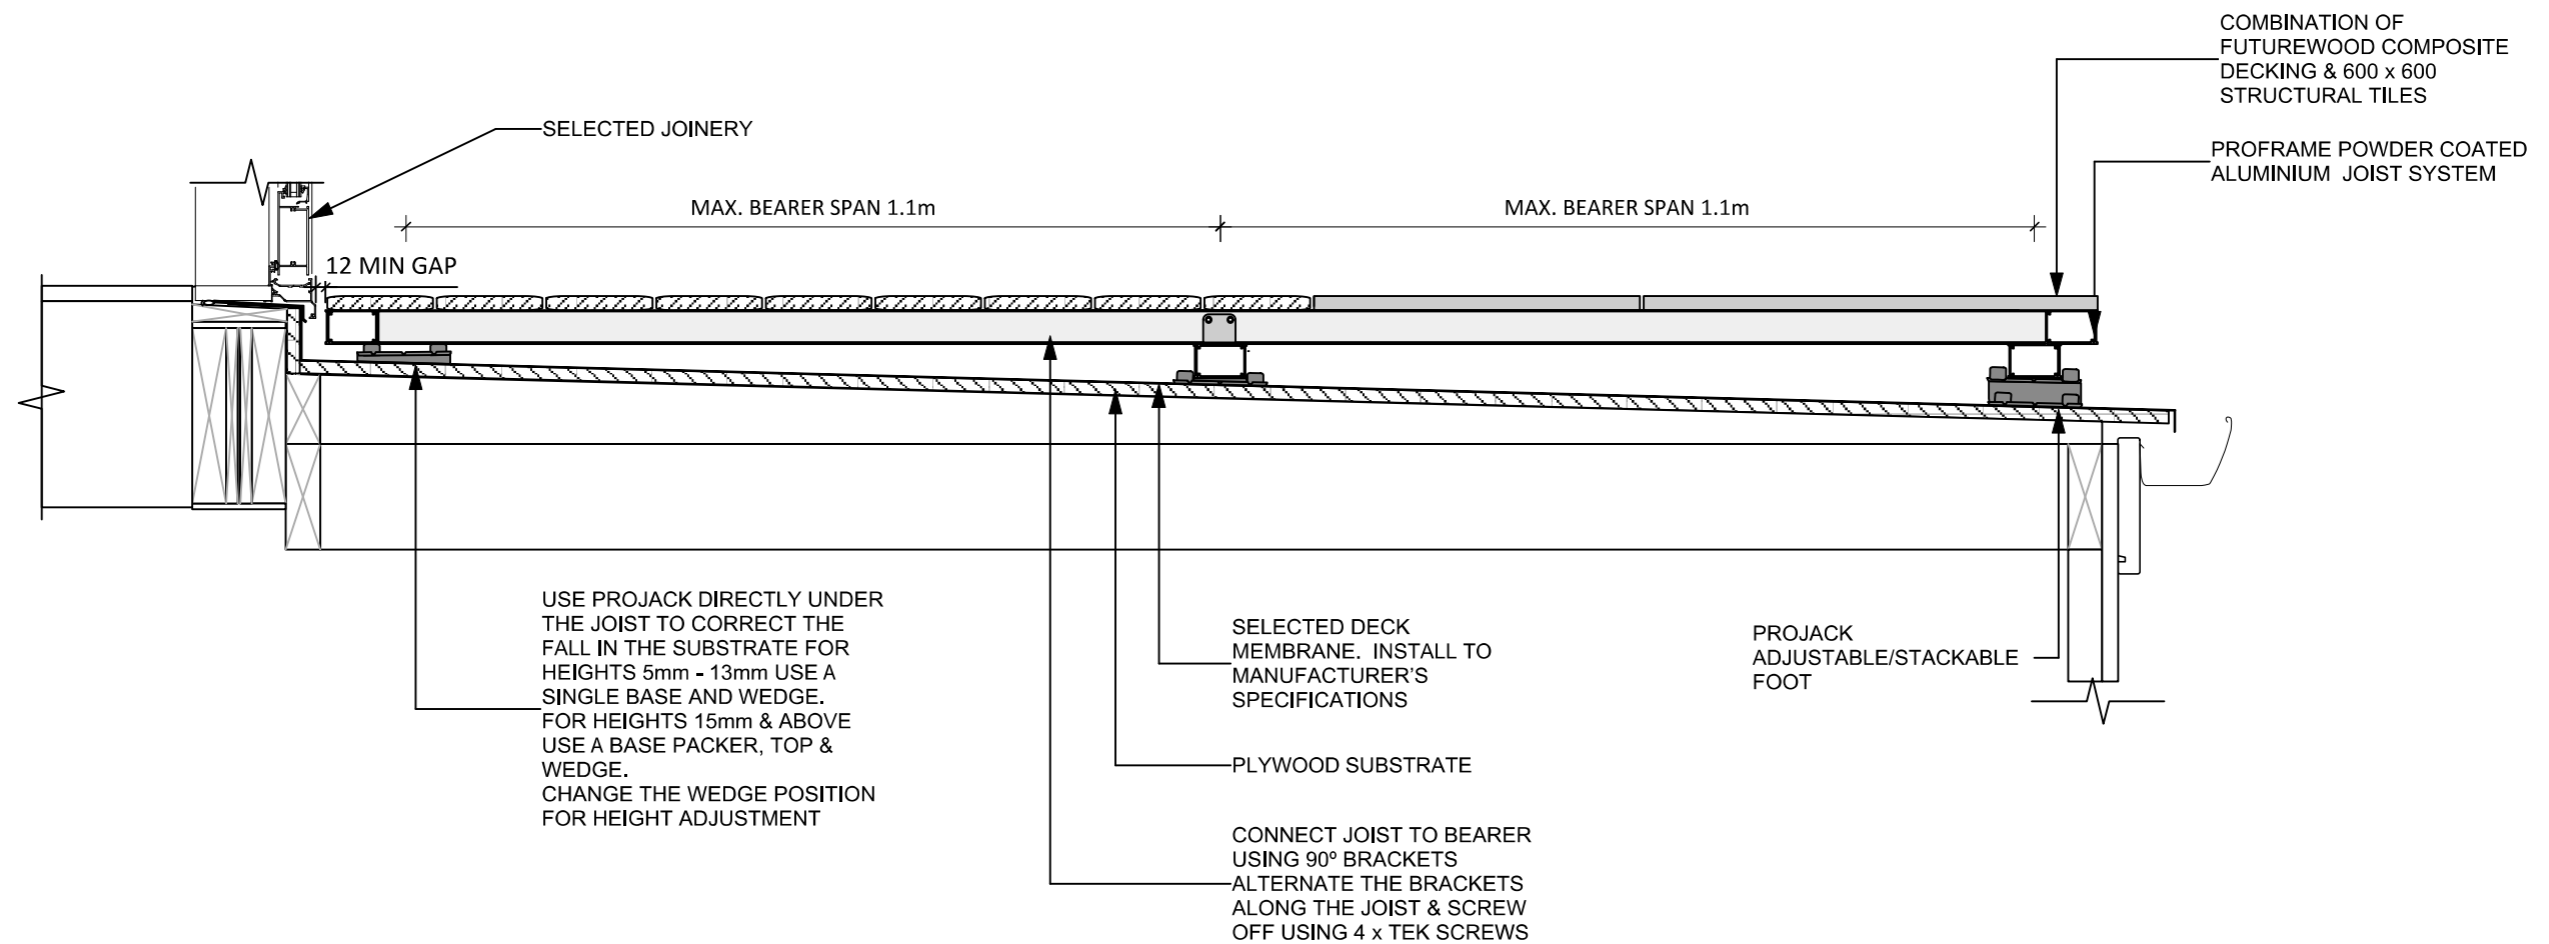 COMBINATION OF
FUTUREWOOD COMPOSITE
DECKING & 600 x 600
STRUCTURAL TILES
SELECTED JOINERY
PROFRAME POWDER COATED
ALUMINIUM JOIST SYSTEM
MAX. BEARER SPAN 1.1m
MAX. BEARER SPAN 1.1m
12 MIN GAP
USE PROJACK DIRECTLY UNDER
THE JOIST TO CORRECT THE
FALL IN THE SUBSTRATE FOR
HEIGHTS 5mm - 13mm USE A
SINGLE BASE AND WEDGE.
FOR HEIGHTS 15mm & ABOVE
USE A BASE PACKER, TOP &
WEDGE.
CHANGE THE WEDGE POSITION
FOR HEIGHT ADJUSTMENT
SELECTED DECK
MEMBRANE. INSTALL TO
MANUFACTURER'S
SPECIFICATIONS
PROJACK
ADJUSTABLE/STACKABLE
FOOT
PLYWOOD SUBSTRATE
CONNECT JOIST TO BEARER
USING 90º BRACKETS
ALTERNATE THE BRACKETS
ALONG THE JOIST & SCREW
OFF USING 4 x TEK SCREWS